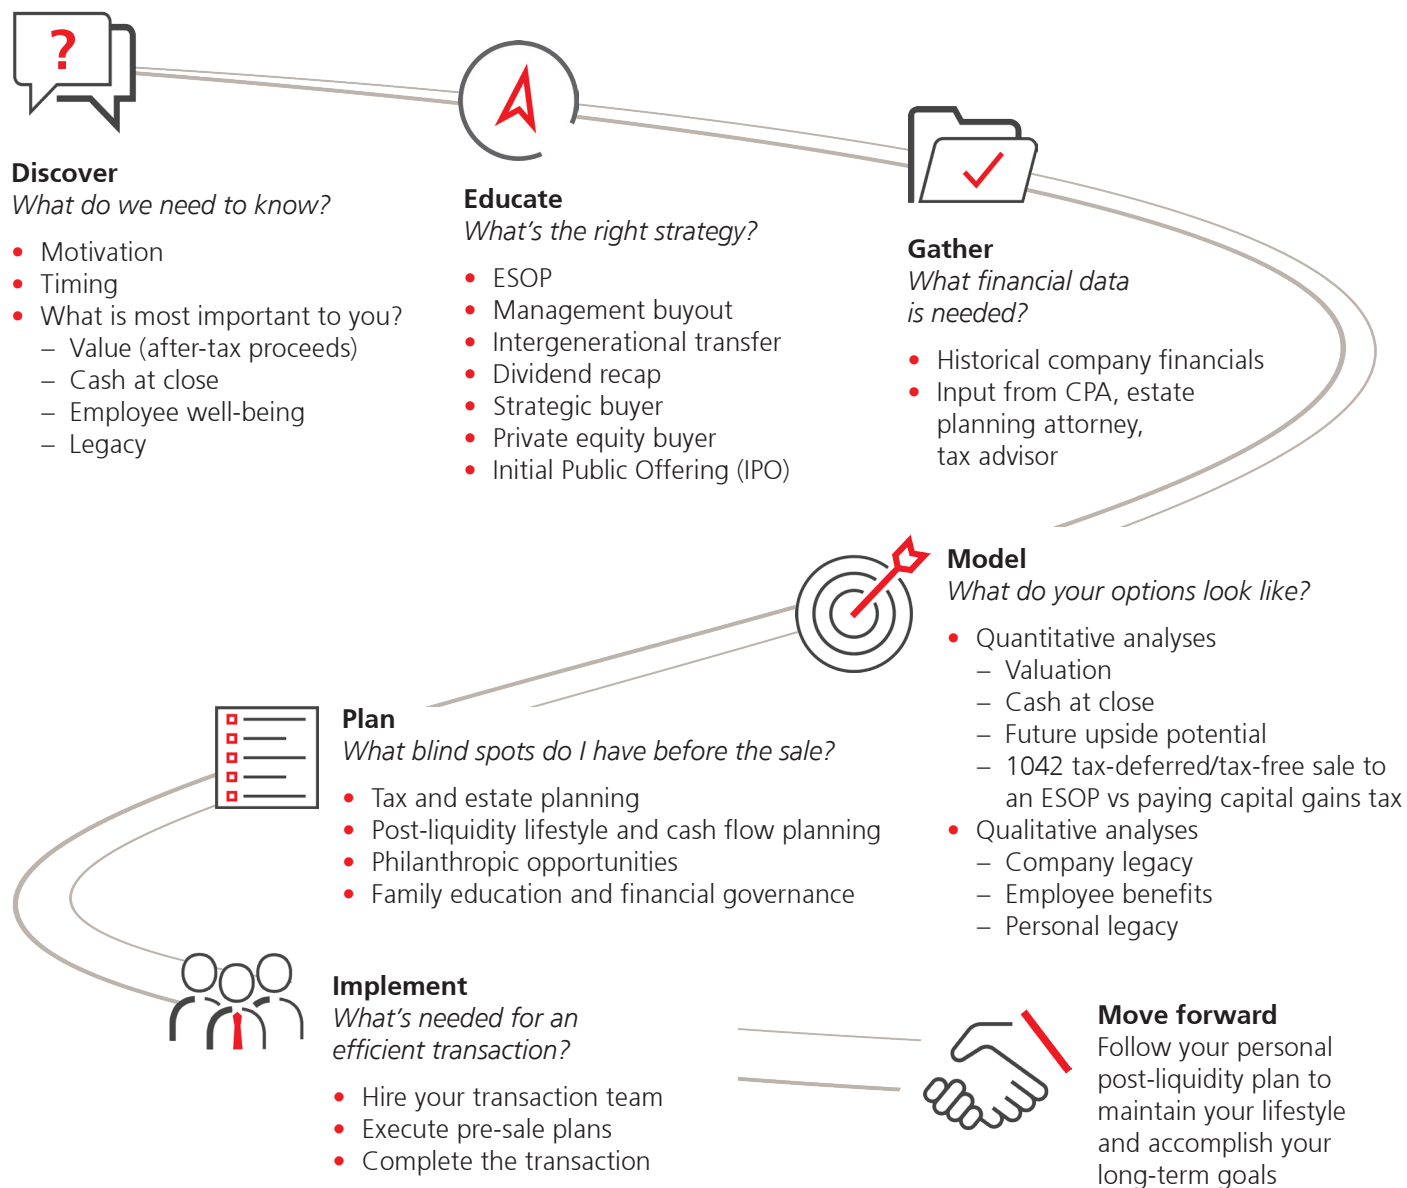 ?
Discover
What do we need to know?
• Motivation
• Timing
• What is most important to you?
– Value (after-tax proceeds)
– Cash at close
– Employee well-being
– Legacy
Educate
What's the right strategy?
• ESOP
• Management buyout
• Intergenerational transfer
• Dividend recap
• Strategic buyer
• Private equity buyer
• Initial Public Offering (IPO)
Gather
What financial data
is needed?
• Historical company financials
• Input from CPA, estate
planning attorney,
tax advisor
Model
What do your options look like?
• Quantitative analyses
– Valuation
– Cash at close
– Future upside potential
– 1042 tax-deferred/tax-free sale to
an ESOP vs paying capital gains tax
• Qualitative analyses
– Company legacy
– Employee benefits
– Personal legacy
Plan
What blind spots do I have before the sale?
• Tax and estate planning
• Post-liquidity lifestyle and cash flow planning
• Philanthropic opportunities
• Family education and financial governance
Implement
What's needed for an
efficient transaction?
• Hire your transaction team
• Execute pre-sale plans
• Complete the transaction
Move forward
Follow your personal
post-liquidity plan to
maintain your lifestyle
and accomplish your
long-term goals